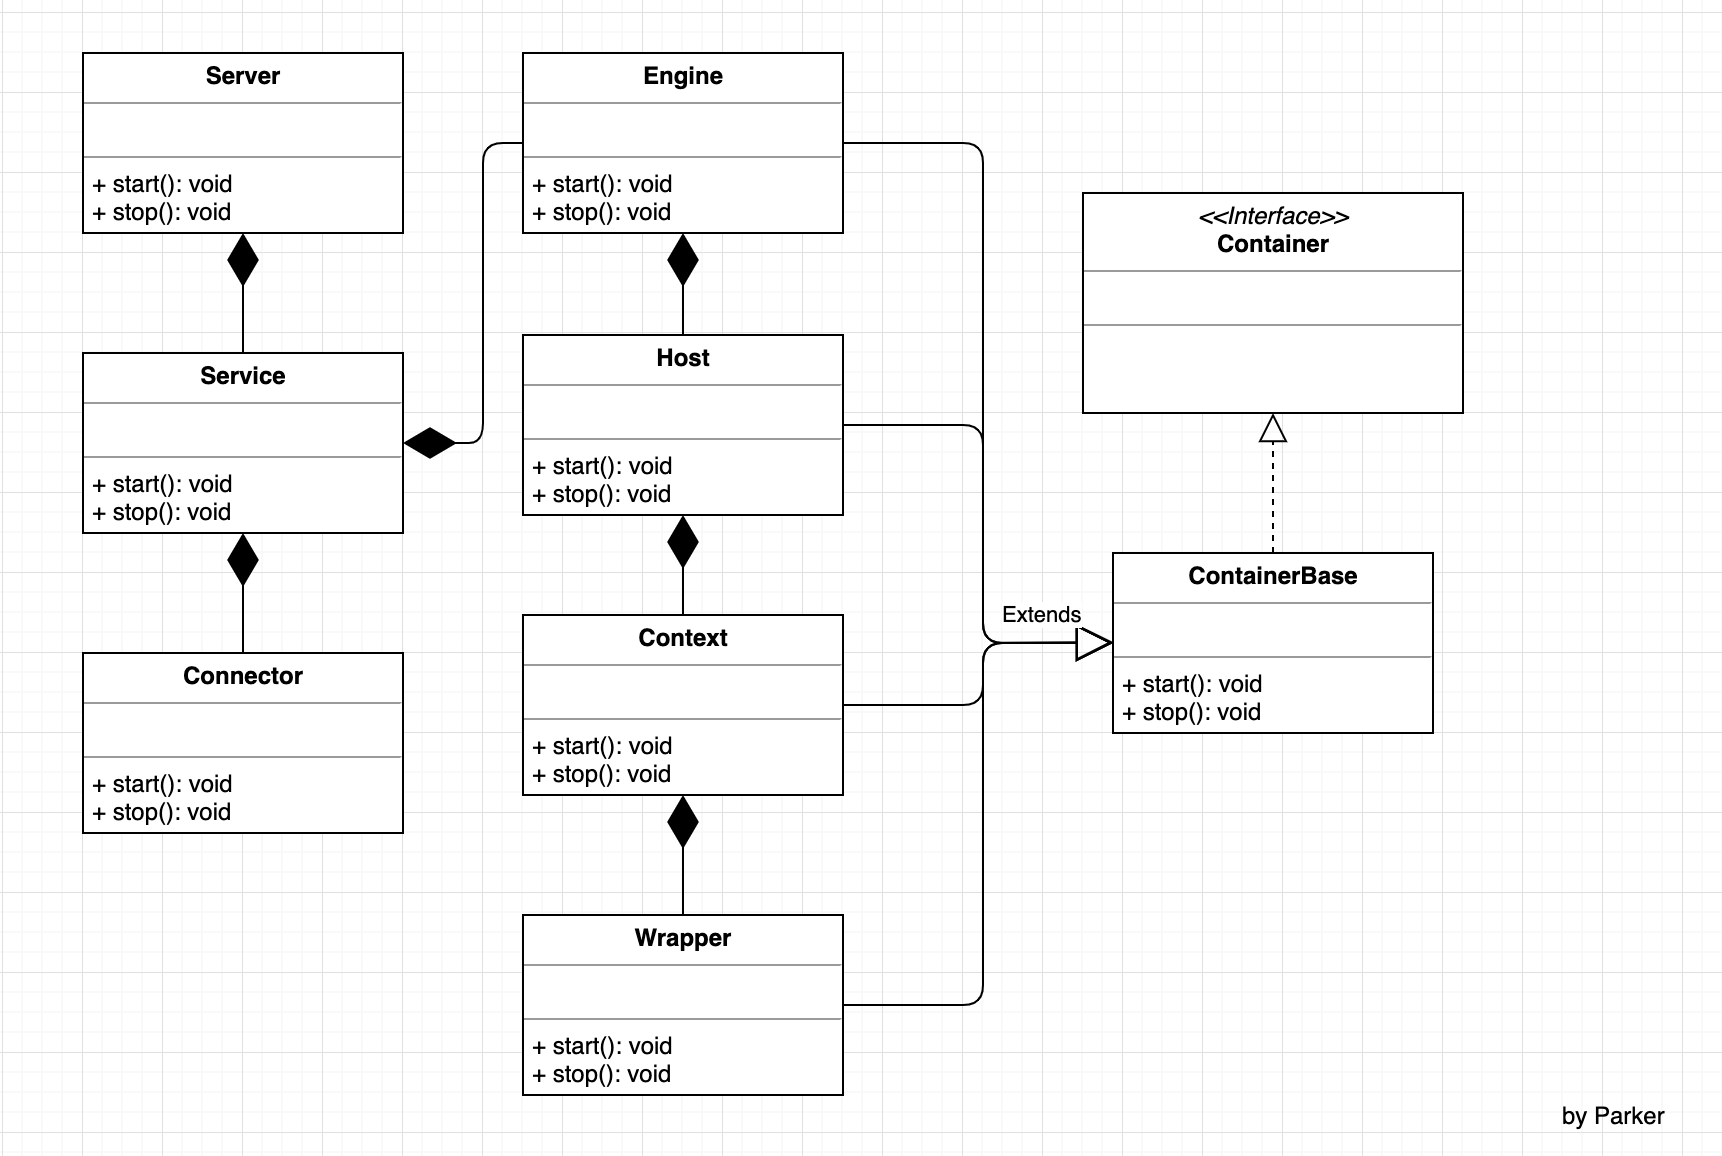 Server
+ start(): void
+ stop(): void
Service
+ start(): void
+ stop(): void
Connector
+ start(): void
+ stop(): void
Engine
+ start(): void
+ stop(): void
Host
+ start(): void
+ stop(): void
Context
+ start(): void
+ stop(): void
Wrapper
+ start(): void
+ stop(): void
Extends
<<Interface>>
Container
ContainerBase
+ start(): void
+ stop(): void
by Parker